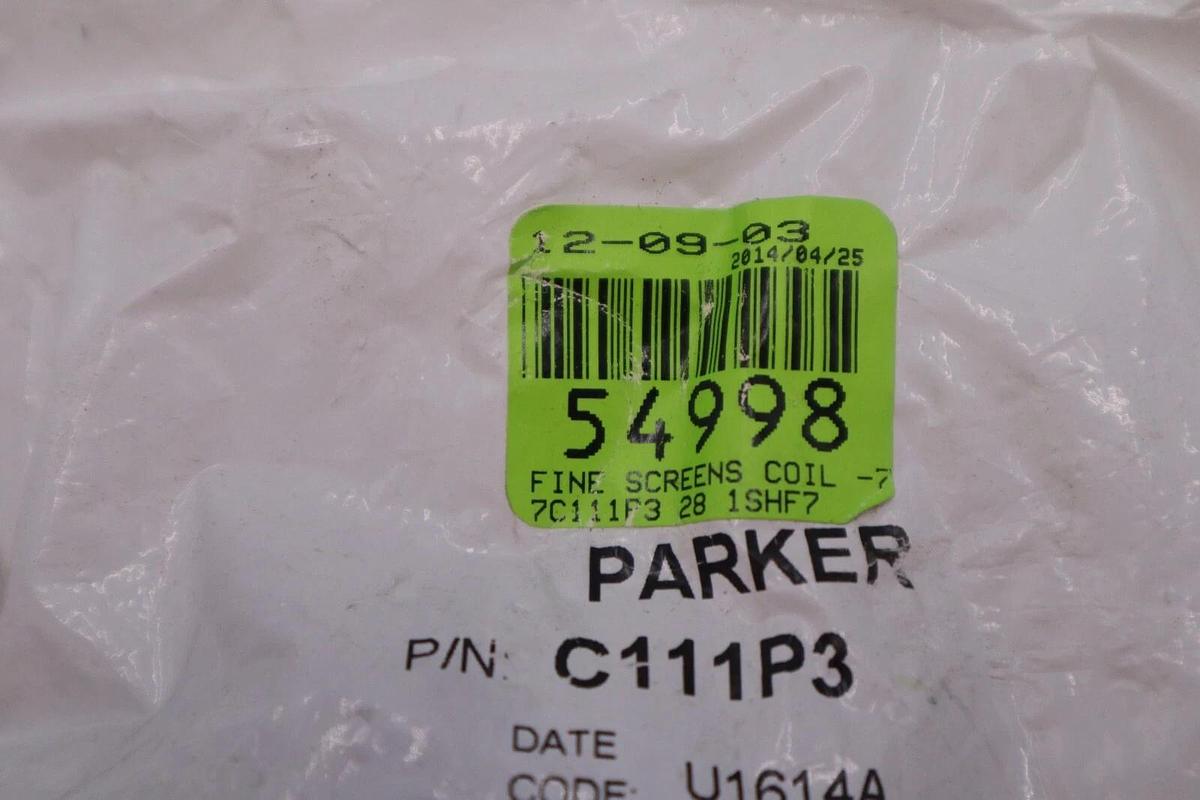 12-09-03
2014/04/25
54998
FINE SCREENS COIL -7
7C111P3 28 1SHF7
PARKER
P/N: C111P3
DATE
CODE: U1614A